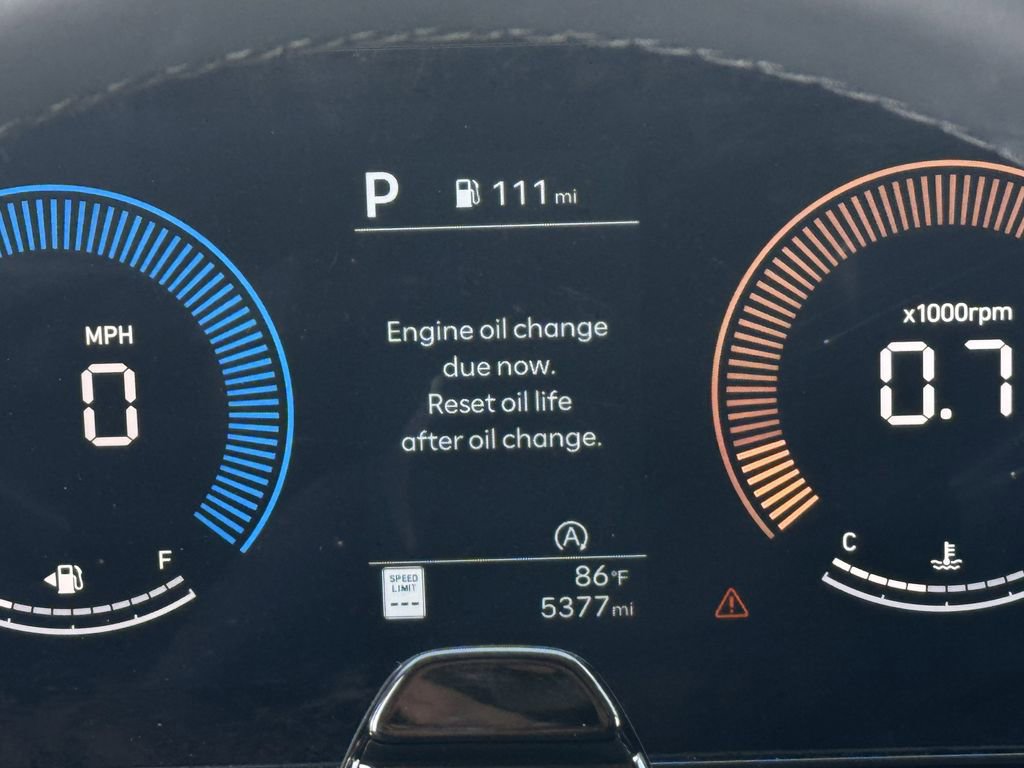 P 111 mi
MPH
0
x1000rpm
0.7
Engine oil change
due now.
Reset oil life
after oil change.
F
C
A
SPEED
LIMIT
---
86°F
5377 mi